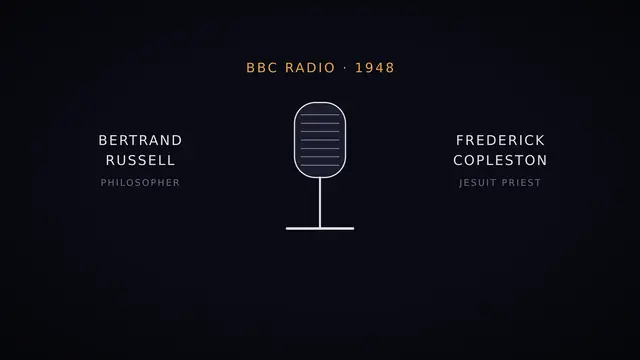 BBC RADIO · 1948
BERTRAND
RUSSELL
PHILOSOPHER
FREDERICK
COPLESTON
JESUIT PRIEST